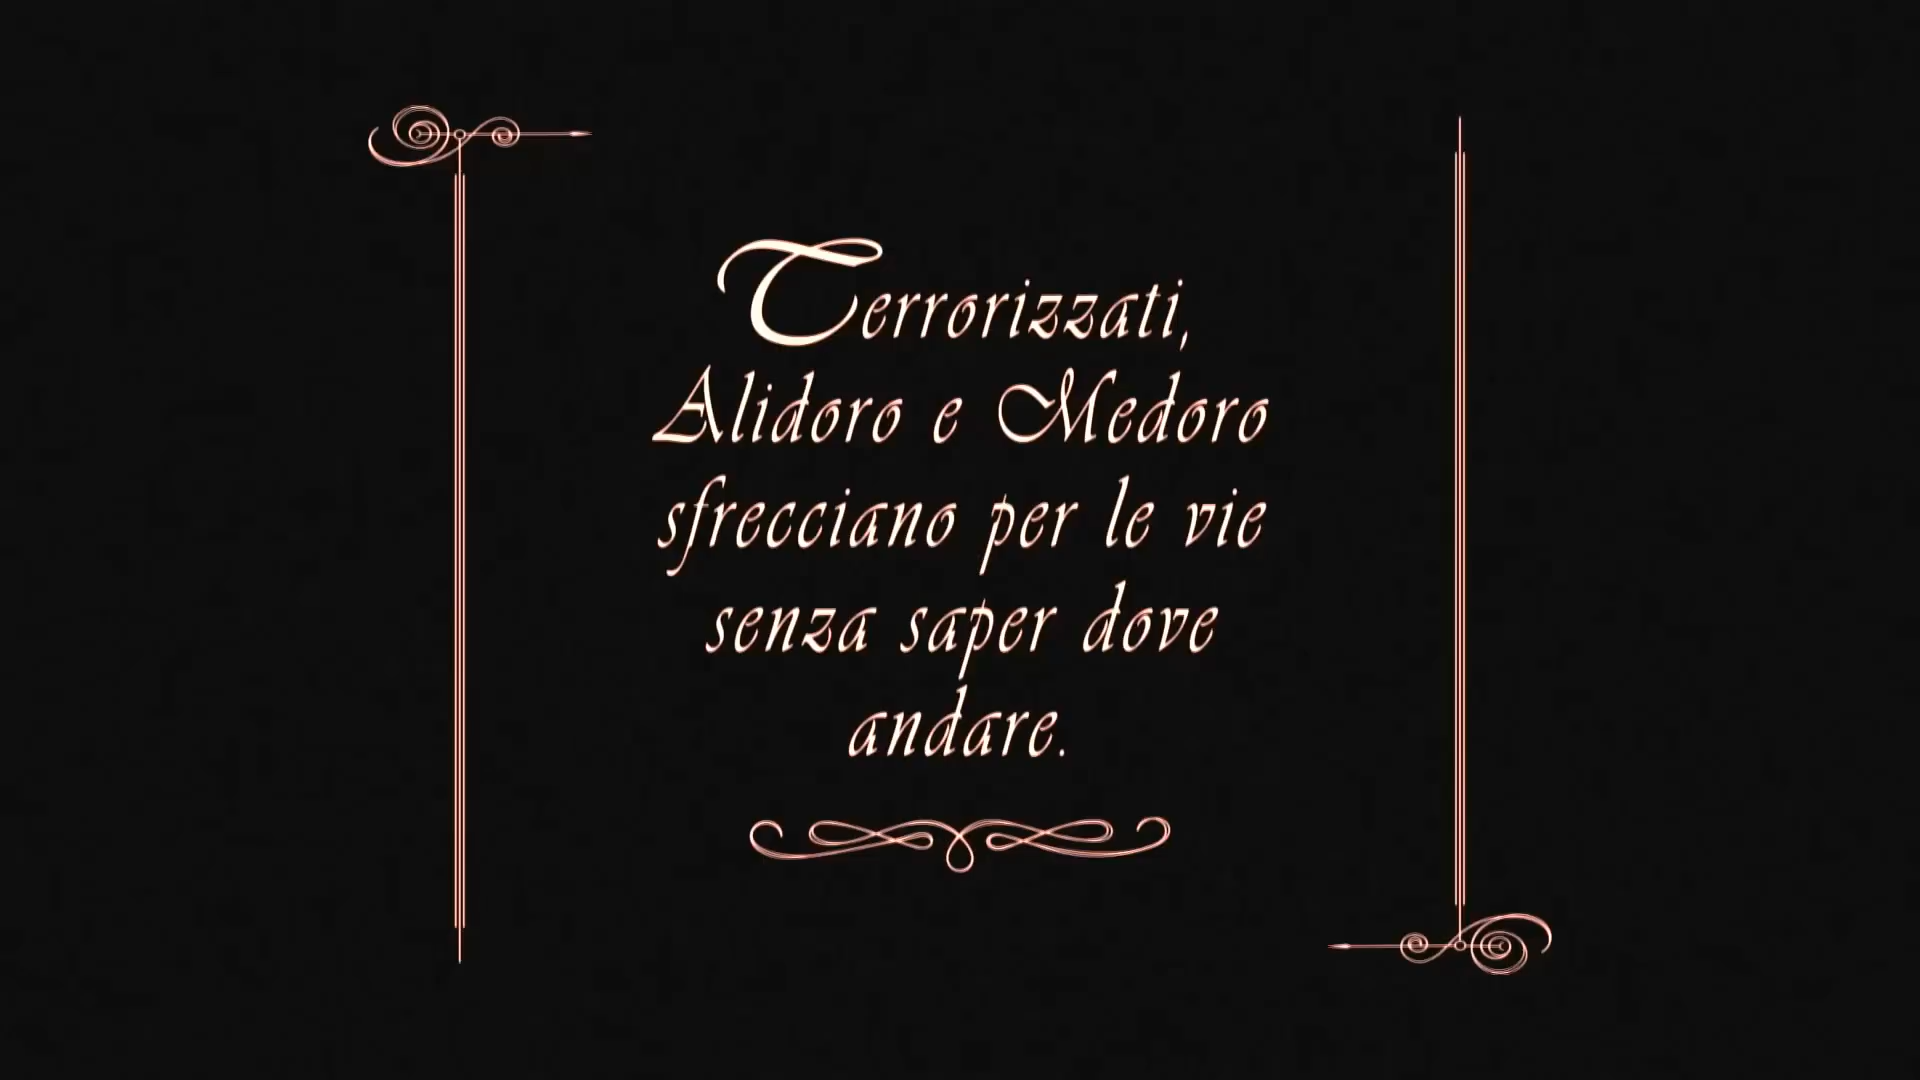 Terrorizzati,
Alidoro e Medoro
sfrecciano per le vie
senza saper dove
andare.